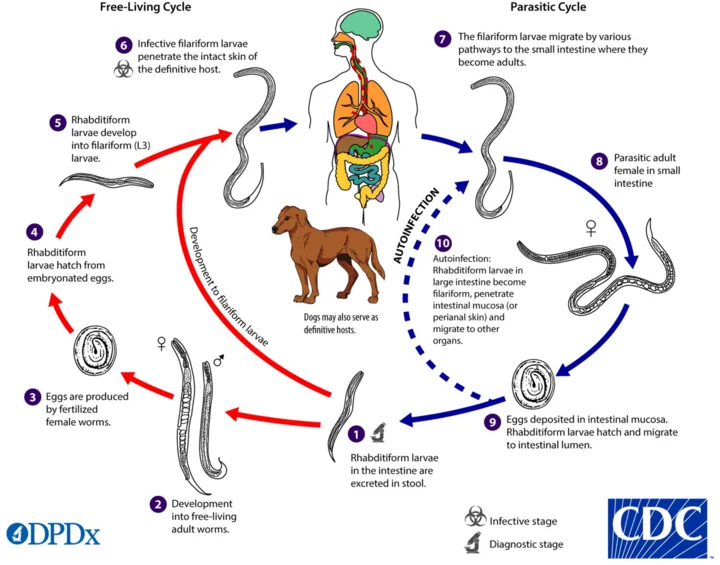 Free-Living Cycle
Parasitic Cycle
6
Infective filariform larvae
penetrate the intact skin of
the definitive host.
7
The filariform larvae migrate by various
pathways to the small intestine where they
become adults.
5
Rhabditiform
larvae develop
into filariform (L3)
larvae.
8
Parasitic adult
female in small
intestine
4
Rhabditiform
larvae hatch from
embryonated eggs.
Development to filariform larvae
Dogs may also serve as
definitive hosts.
AUTOINFECTION
10
Autoinfection:
Rhabditiform larvae in
large intestine become
filariform, penetrate
intestinal mucosa (or
perianal skin) and
migrate to other
organs.
♀
♀
♂
3
Eggs are produced
by fertilized
female worms.
9
Eggs deposited in intestinal mucosa.
Rhabditiform larvae hatch and migrate
to intestinal lumen.
1
Rhabditiform larvae
in the intestine are
excreted in stool.
2
Development
into free-living
adult worms.
Infective stage
Diagnostic stage
DPDx
CDC